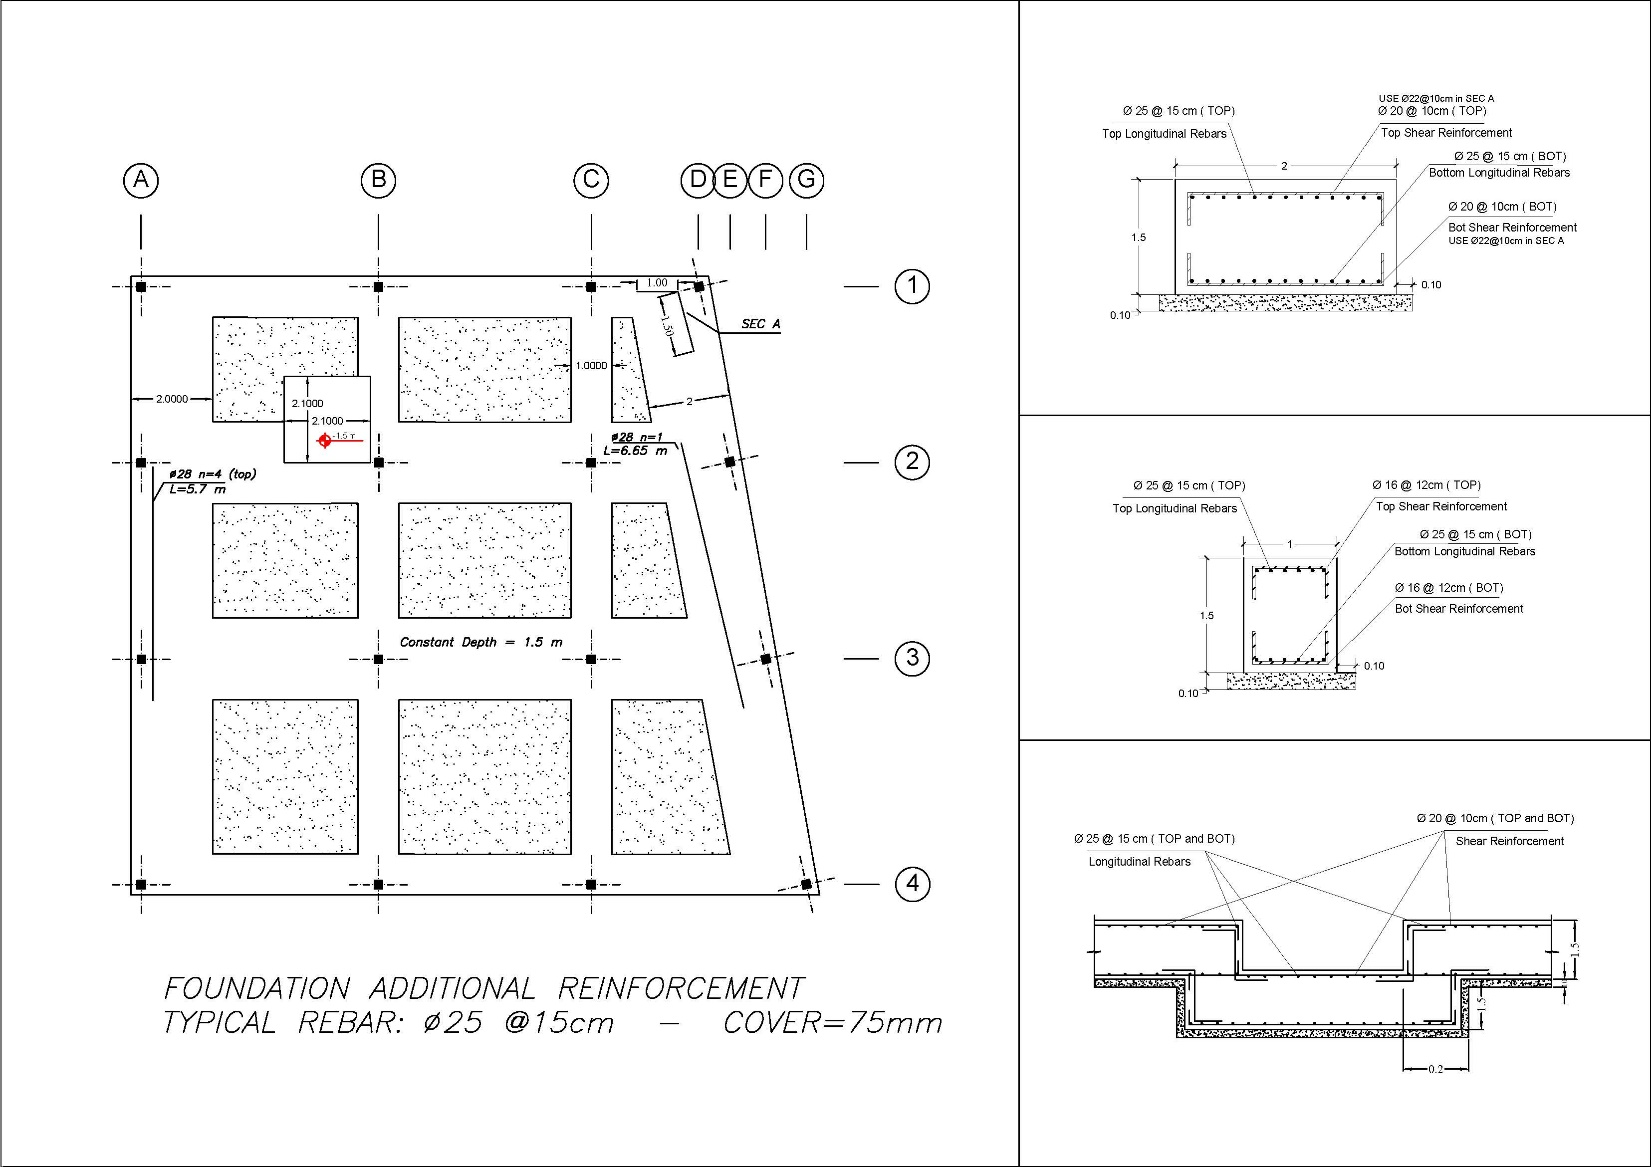 A
B
C
D
E
F
G
1
2
3
4
1.00
1.50
SEC A
2.0000
1.0000
2
2.1000
2.1000
-1.5 m
ø28 n=4 (top)
L=5.7 m
ø28 n=1
L=6.65 m
Constant Depth = 1.5 m
FOUNDATION ADDITIONAL REINFORCEMENT
TYPICAL REBAR: ø25 @15cm - COVER=75mm
USE Ø22@10cm in SEC A
Ø 25 @ 15 cm ( TOP)
Ø 20 @ 10cm ( TOP)
Top Longitudinal Rebars
Top Shear Reinforcement
Ø 25 @ 15 cm ( BOT)
Bottom Longitudinal Rebars
2
Ø 20 @ 10cm ( BOT)
Bot Shear Reinforcement
USE Ø22@10cm in SEC A
1.5
0.10
0.10
Ø 25 @ 15 cm ( TOP)
Top Longitudinal Rebars
Ø 16 @ 12cm ( TOP)
Top Shear Reinforcement
Ø 25 @ 15 cm ( BOT)
Bottom Longitudinal Rebars
1
Ø 16 @ 12cm ( BOT)
Bot Shear Reinforcement
1.5
0.10
0.10
Ø 20 @ 10cm ( TOP and BOT)
Shear Reinforcement
Ø 25 @ 15 cm ( TOP and BOT)
Longitudinal Rebars
1.5
1.5
0.2